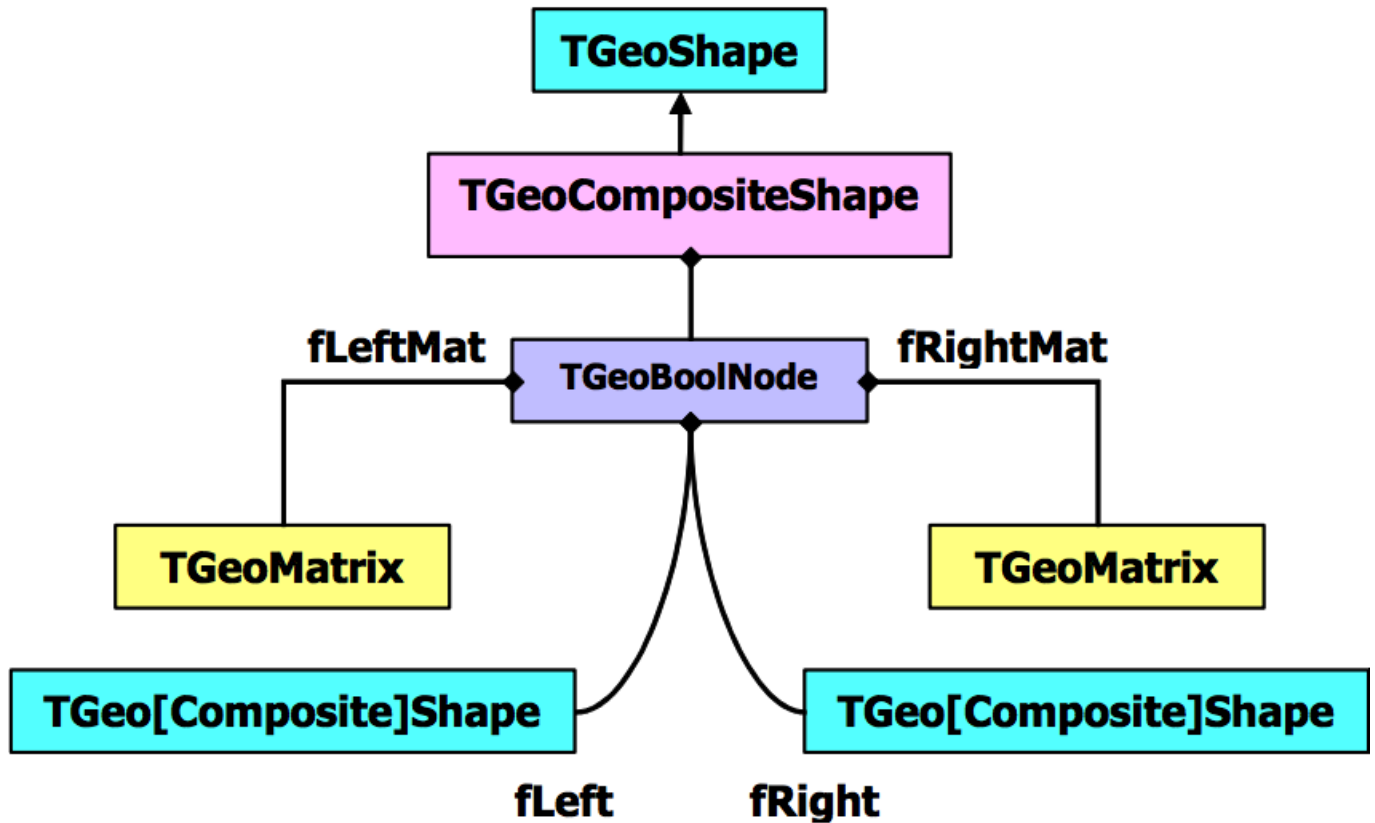 TGeoShape
TGeoCompositeShape
fLeftMat
fRightMat
TGeoBoolNode
TGeoMatrix
TGeoMatrix
TGeo[Composite]Shape
TGeo[Composite]Shape
fLeft
fRight